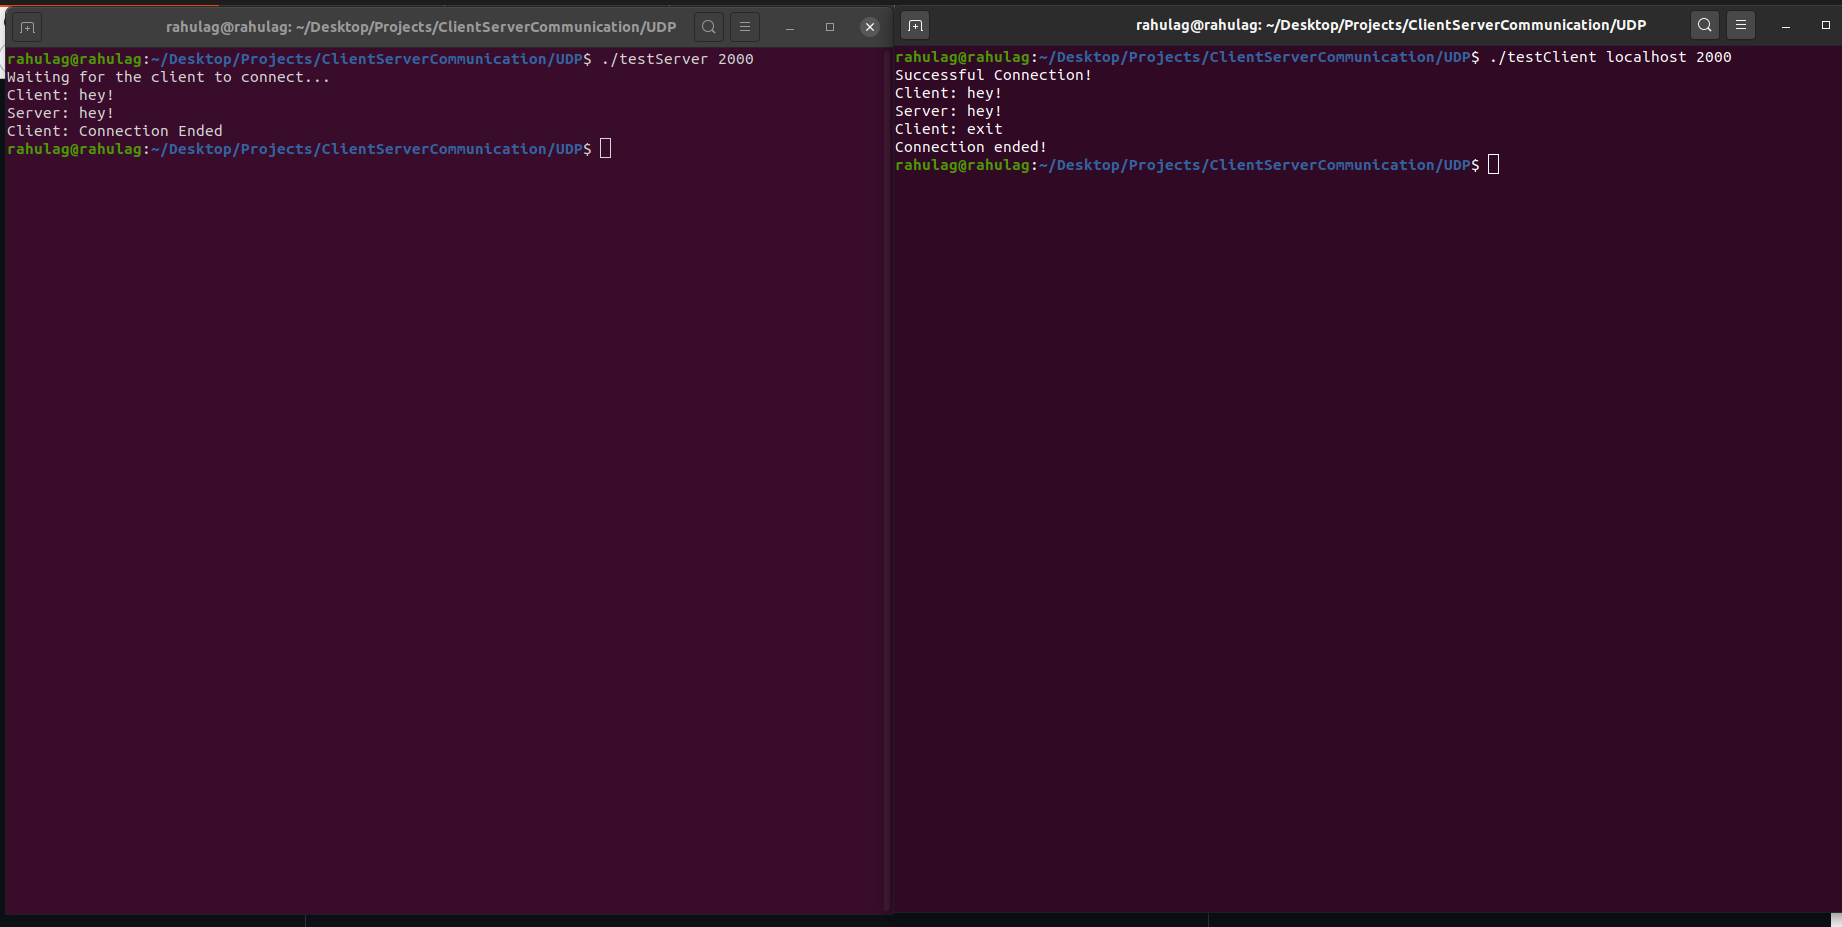 rahulag@rahulag: ~/Desktop/Projects/ClientServerCommunication/UDP
rahulag@rahulag:~/Desktop/Projects/ClientServerCommunication/UDP$ ./testServer 2000
Waiting for the client to connect...
Client: hey!
Server: hey!
Client: Connection Ended
rahulag@rahulag:~/Desktop/Projects/ClientServerCommunication/UDP$
rahulag@rahulag: ~/Desktop/Projects/ClientServerCommunication/UDP
rahulag@rahulag:~/Desktop/Projects/ClientServerCommunication/UDP$ ./testClient localhost 2000
Successful Connection!
Client: hey!
Server: hey!
Client: exit
Connection ended!
rahulag@rahulag:~/Desktop/Projects/ClientServerCommunication/UDP$